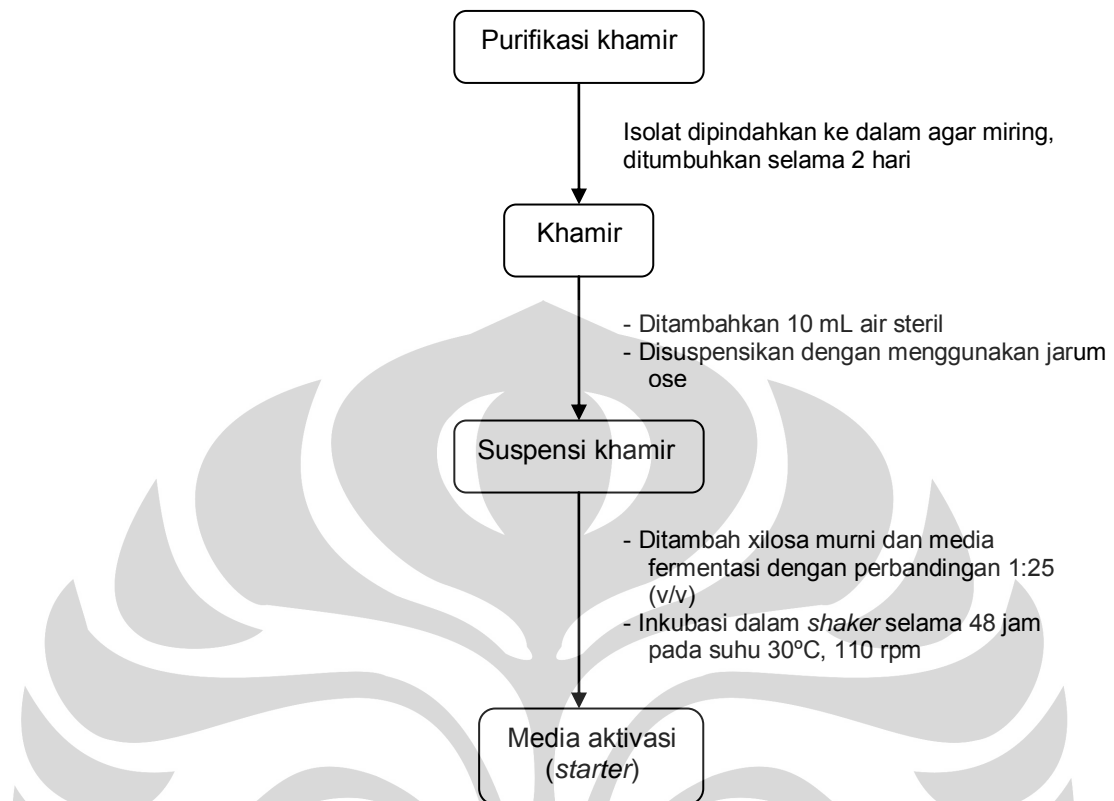 Purifikasi khamir
Isolat dipindahkan ke dalam agar miring,
ditumbuhkan selama 2 hari
Khamir
- Ditambahkan 10 mL air steril
- Disuspensikan dengan menggunakan jarum
ose
Suspensi khamir
- Ditambah xilosa murni dan media
fermentasi dengan perbandingan 1:25
(v/v)
- Inkubasi dalam shaker selama 48 jam
pada suhu 30ºC, 110 rpm
Media aktivasi
(starter)